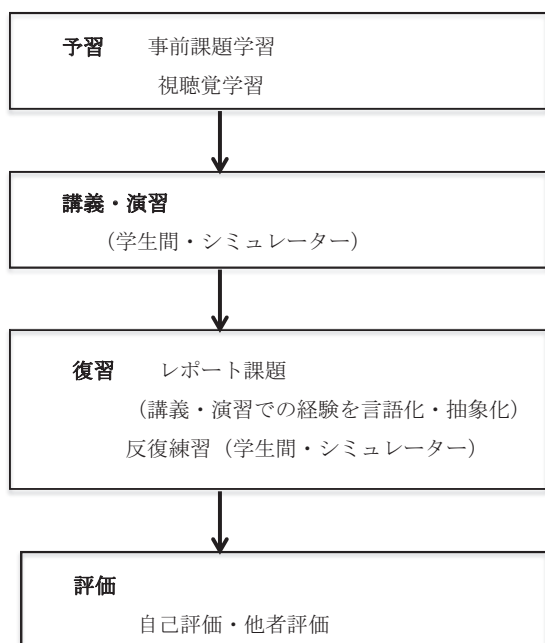 予習 事前課題学習
視聴覚学習
講義・演習
（学生間・シミュレーター）
復習 レポート課題
（講義・演習での経験を言語化・抽象化）
反復練習（学生間・シミュレーター）
評価
自己評価・他者評価